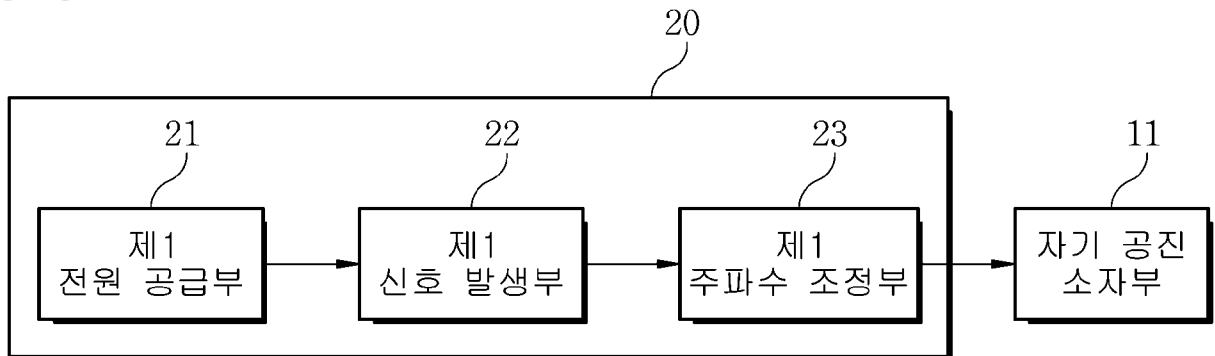 20
21
22
23
11
제1
전원 공급부
제1
신호 발생부
제1
주파수 조정부
자기 공진
소자부